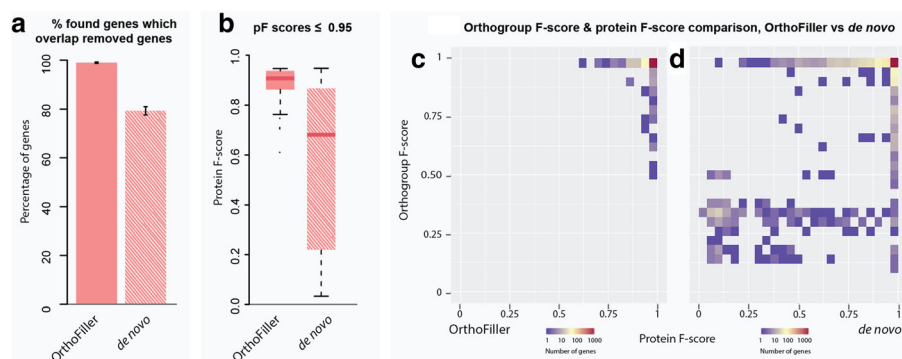 a
% found genes which
overlap removed genes
Percentage of genes
100
80
60
40
20
0
OrthoFiller
de novo
b
pF scores ≤ 0.95
Protein F-score
1.0
0.8
0.6
0.4
0.2
0.0
OrthoFiller
de novo
Orthogroup F-score & protein F-score comparison, OrthoFiller vs de novo
c
d
Orthogroup F-score
1
0.75
0.50
0.25
0
0 0.25 0.5 0.75 1
0 0.25 0.5 0.75 1
OrthoFiller
Protein F-score
de novo
1 10 100 1000
Number of genes
1 10 100 1000
Number of genes